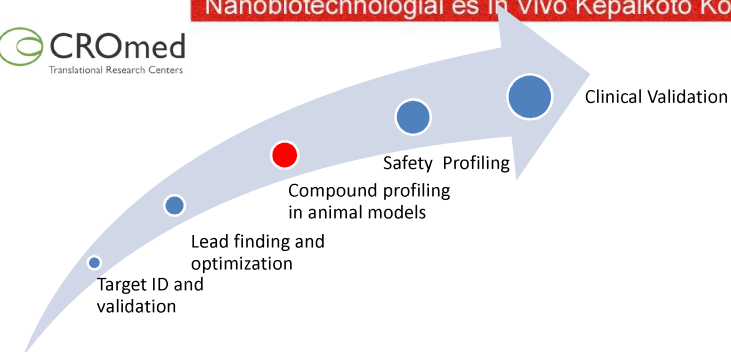 Nanobiotechnológiai és In Vivo Képalkotó
CROmed
Translational Research Centers
Clinical Validation
Safety Profiling
Compound profiling
in animal models
Lead finding and
optimization
Target ID and
validation